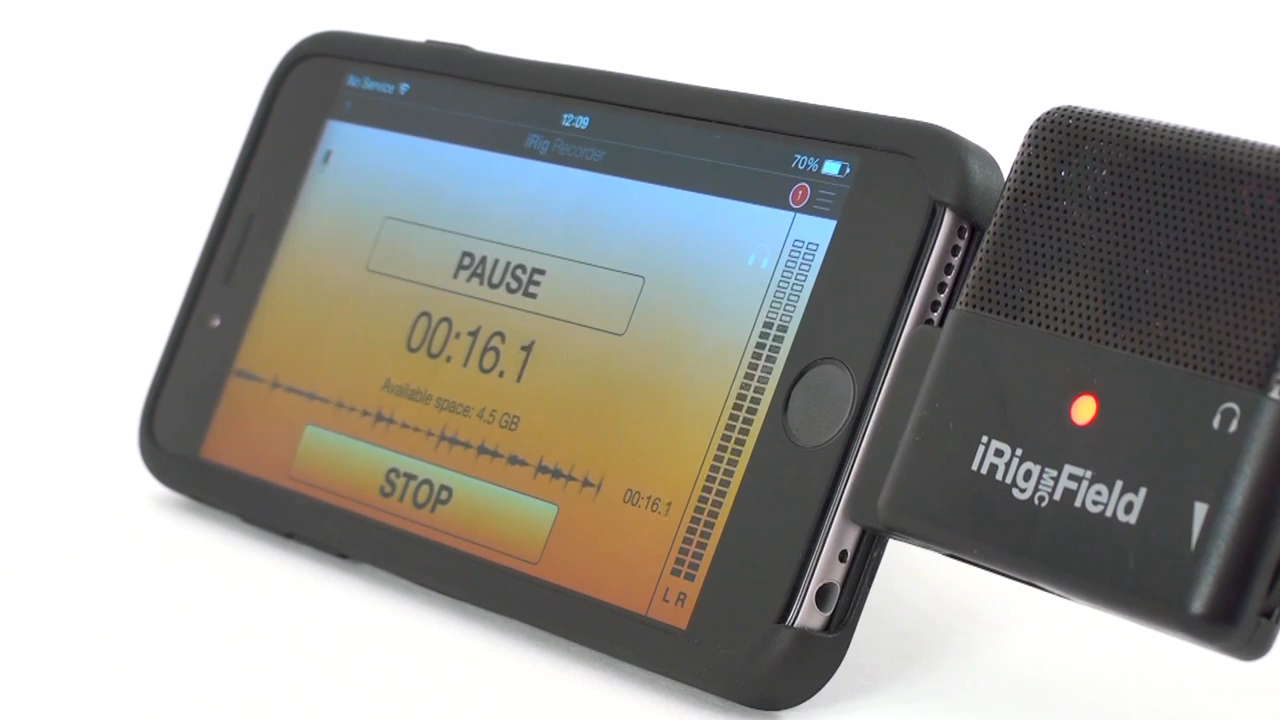 No Service
12:09
70%
iRig Recorder
1
PAUSE
00:16.1
Available space: 4.5 GB
STOP
00:16.1
L R
iRig MIC Field